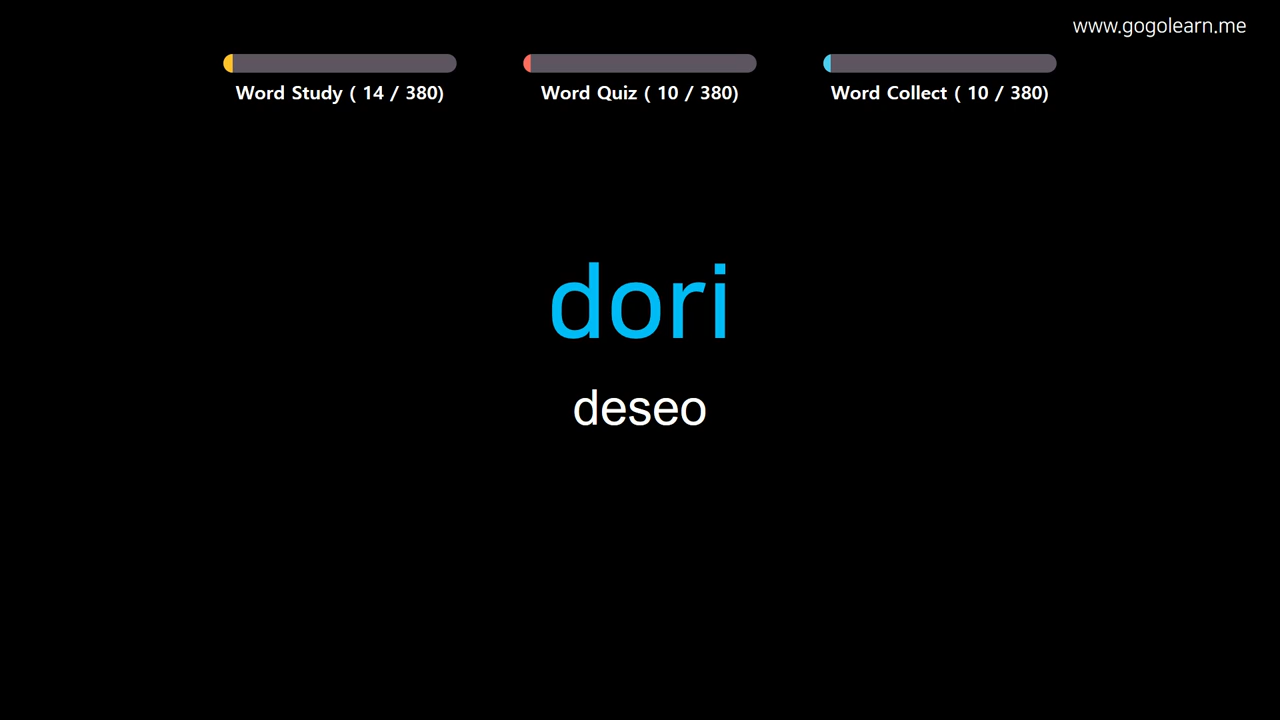 www.gogolearn.me
Word Study ( 14 / 380)
Word Quiz ( 10 / 380)
Word Collect ( 10 / 380)
dori
deseo